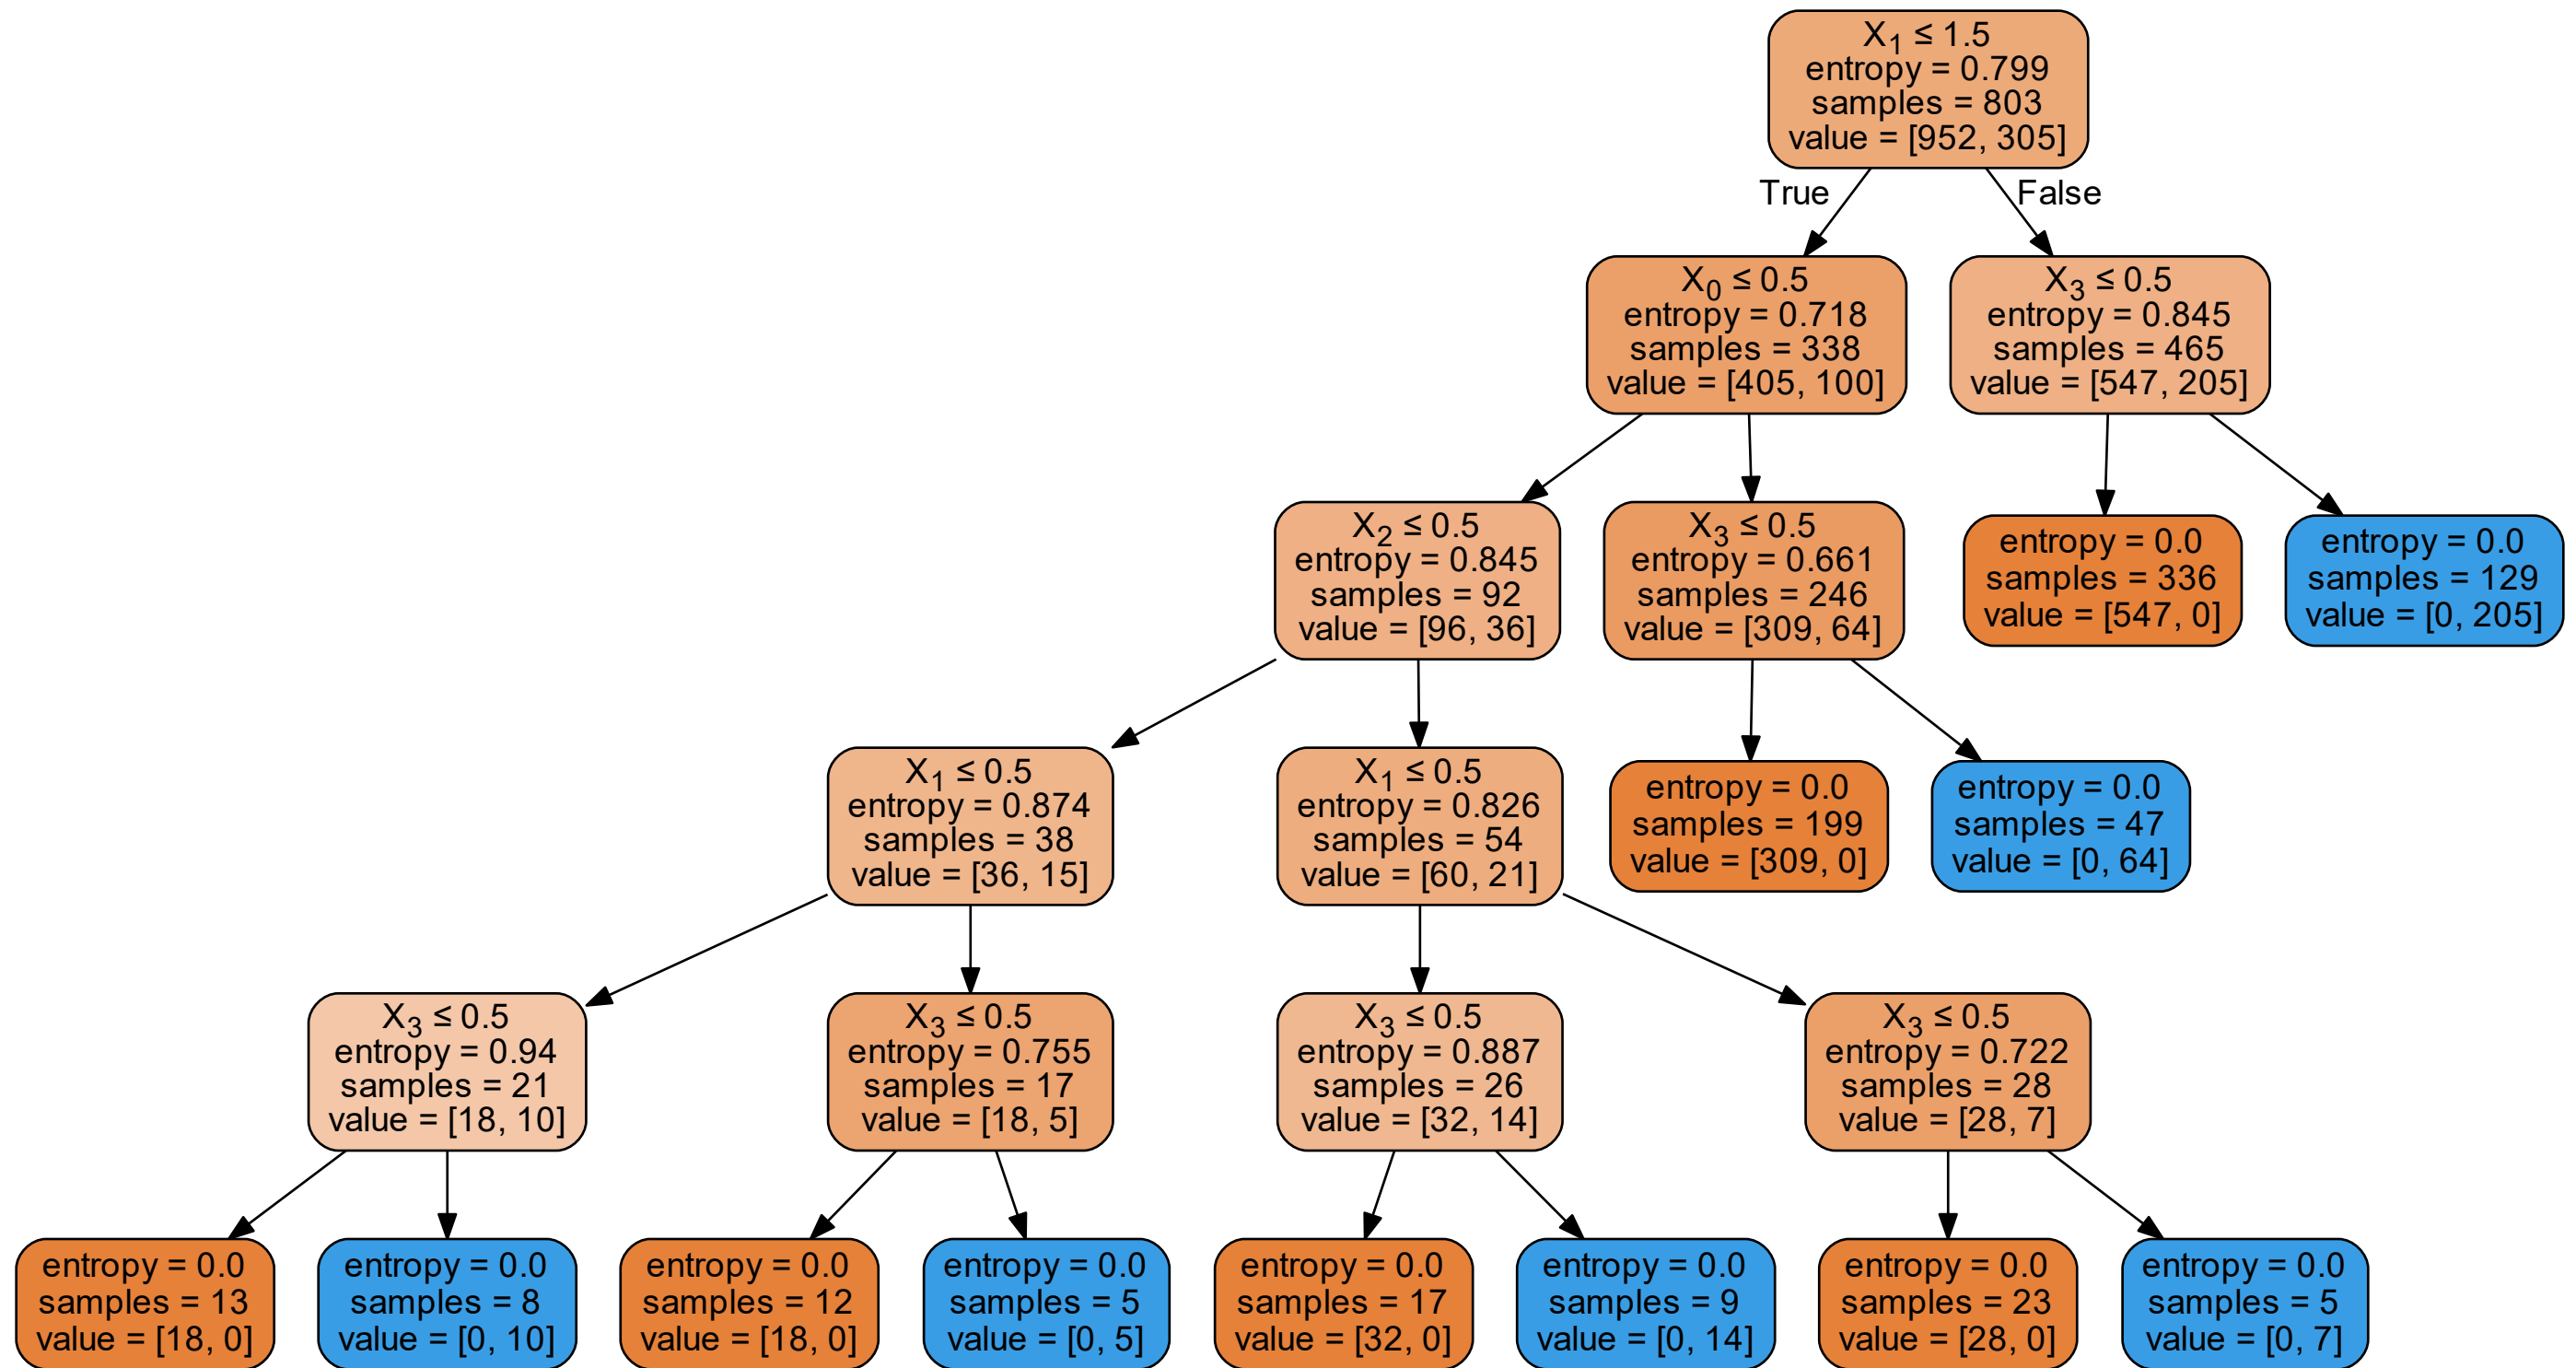 X₁ ≤ 1.5
entropy = 0.799
samples = 803
value = [952, 305]
True
False
X₀ ≤ 0.5
entropy = 0.718
samples = 338
value = [405, 100]
X₃ ≤ 0.5
entropy = 0.845
samples = 465
value = [547, 205]
X₂ ≤ 0.5
entropy = 0.845
samples = 92
value = [96, 36]
X₃ ≤ 0.5
entropy = 0.661
samples = 246
value = [309, 64]
entropy = 0.0
samples = 336
value = [547, 0]
entropy = 0.0
samples = 129
value = [0, 205]
X₁ ≤ 0.5
entropy = 0.874
samples = 38
value = [36, 15]
X₁ ≤ 0.5
entropy = 0.826
samples = 54
value = [60, 21]
entropy = 0.0
samples = 199
value = [309, 0]
entropy = 0.0
samples = 47
value = [0, 64]
X₃ ≤ 0.5
entropy = 0.94
samples = 21
value = [18, 10]
X₃ ≤ 0.5
entropy = 0.755
samples = 17
value = [18, 5]
X₃ ≤ 0.5
entropy = 0.887
samples = 26
value = [32, 14]
X₃ ≤ 0.5
entropy = 0.722
samples = 28
value = [28, 7]
entropy = 0.0
samples = 13
value = [18, 0]
entropy = 0.0
samples = 8
value = [0, 10]
entropy = 0.0
samples = 12
value = [18, 0]
entropy = 0.0
samples = 5
value = [0, 5]
entropy = 0.0
samples = 17
value = [32, 0]
entropy = 0.0
samples = 9
value = [0, 14]
entropy = 0.0
samples = 23
value = [28, 0]
entropy = 0.0
samples = 5
value = [0, 7]